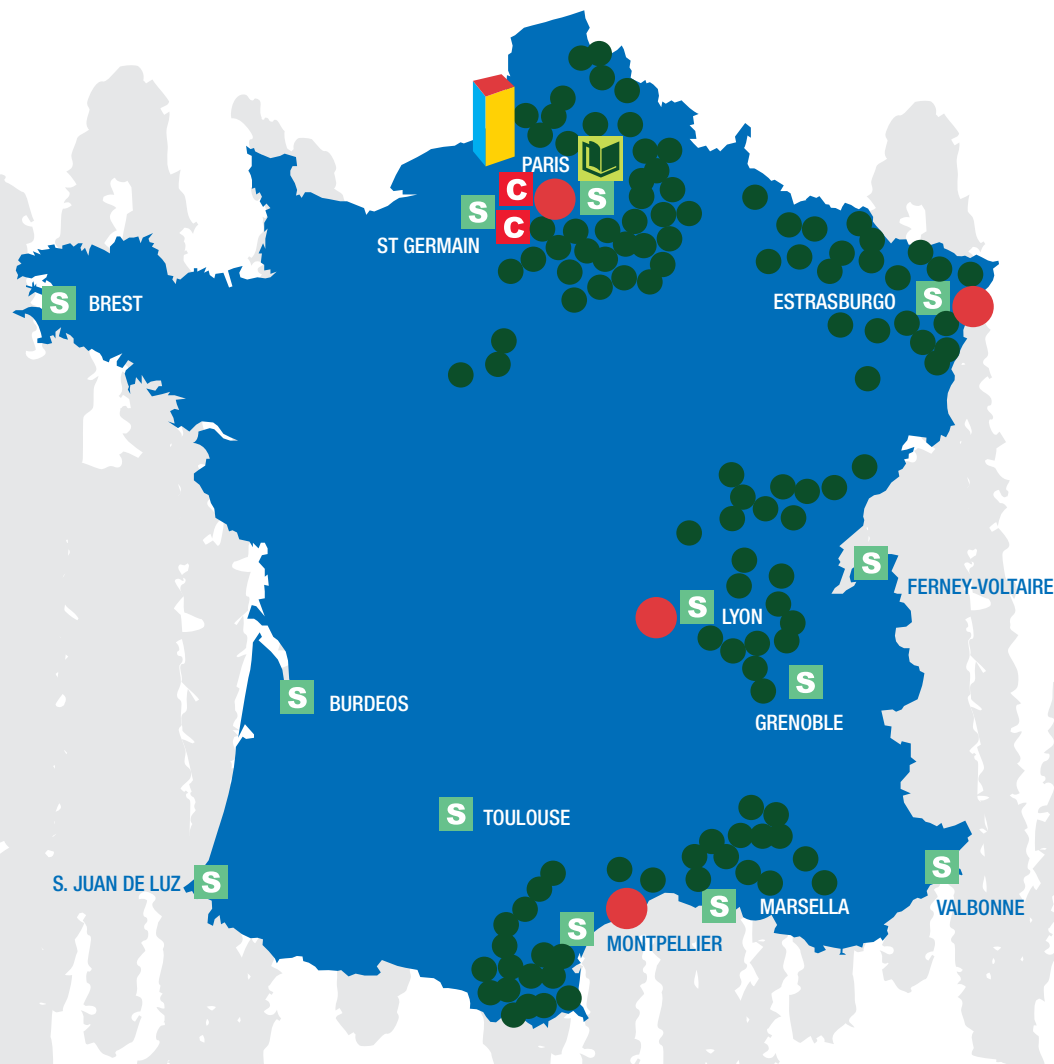 PARIS
C
S
S
C
ST GERMAIN
S
BREST
ESTRASBURGO
S
S
FERNEY-VOLTAIRE
S
LYON
S
BURDEOS
S
GRENOBLE
S
TOULOUSE
S. JUAN DE LUZ
S
S
VALBONNE
S
MARSELLA
S
MONTPELLIER